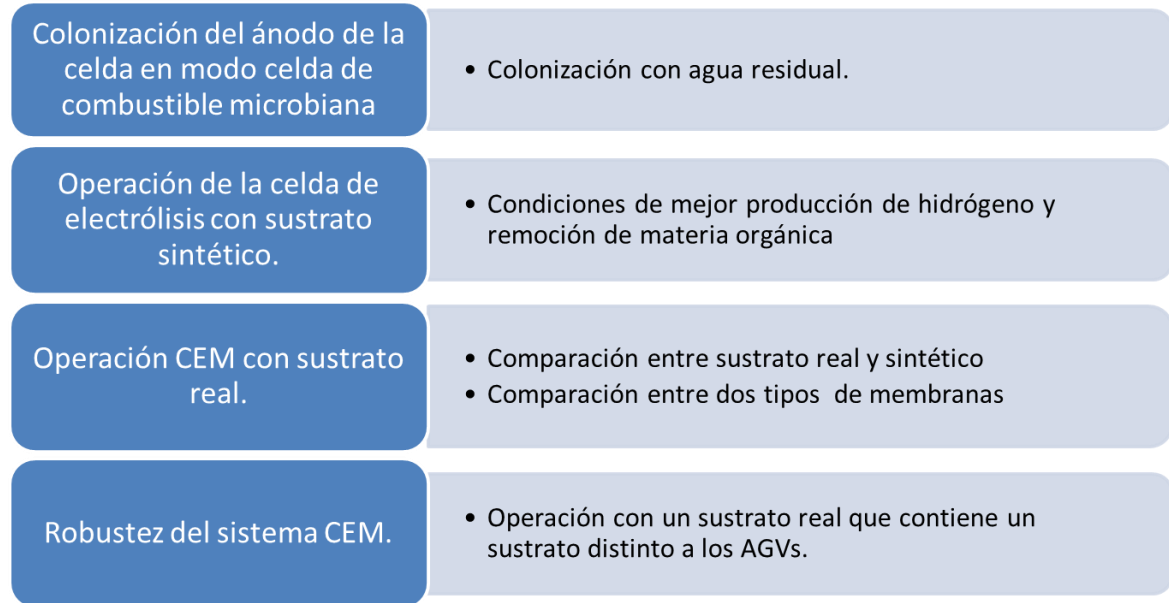 Colonización del ánodo de la
celda en modo celda de
combustible microbiana
• Colonización con agua residual.
Operación de la celda de
electrólisis con sustrato
sintético.
• Condiciones de mejor producción de hidrógeno y
remoción de materia orgánica
Operación CEM con sustrato
real.
• Comparación entre sustrato real y sintético
• Comparación entre dos tipos de membranas
Robustez del sistema CEM.
• Operación con un sustrato real que contiene un
sustrato distinto a los AGVs.